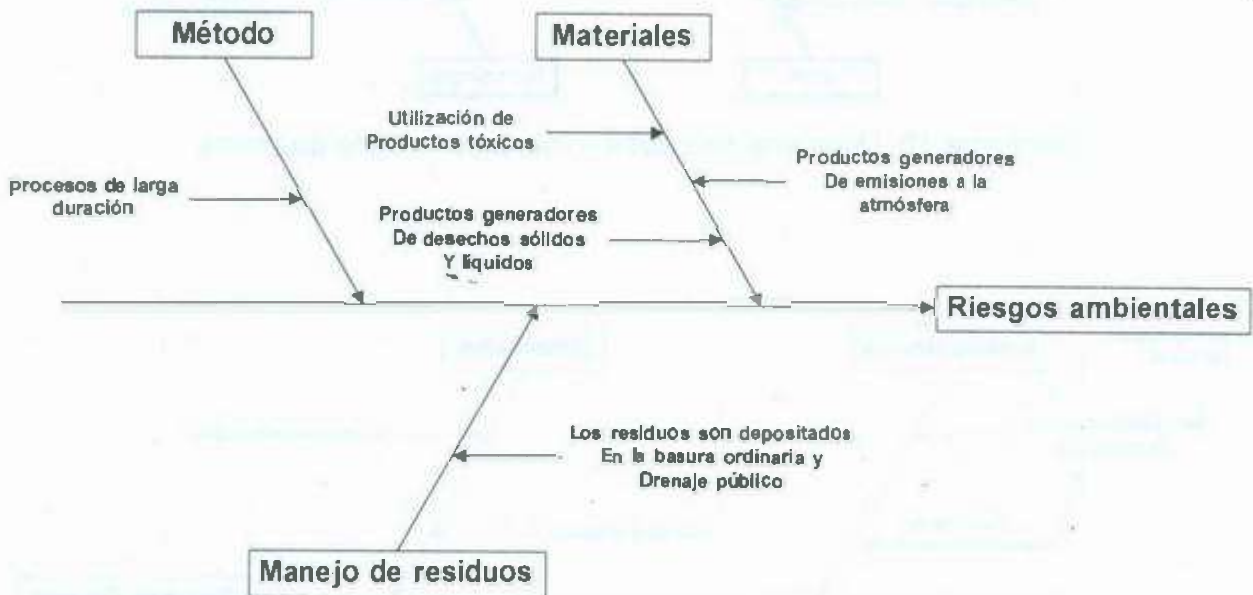 Método
Materiales
Utilización de
Productos tóxicos
Productos generadores
De emisiones a la
atmósfera
procesos de larga
duración
Productos generadores
De desechos sólidos
Y líquidos
Riesgos ambientales
Los residuos son depositados
En la basura ordinaria y
Drenaje público
Manejo de residuos